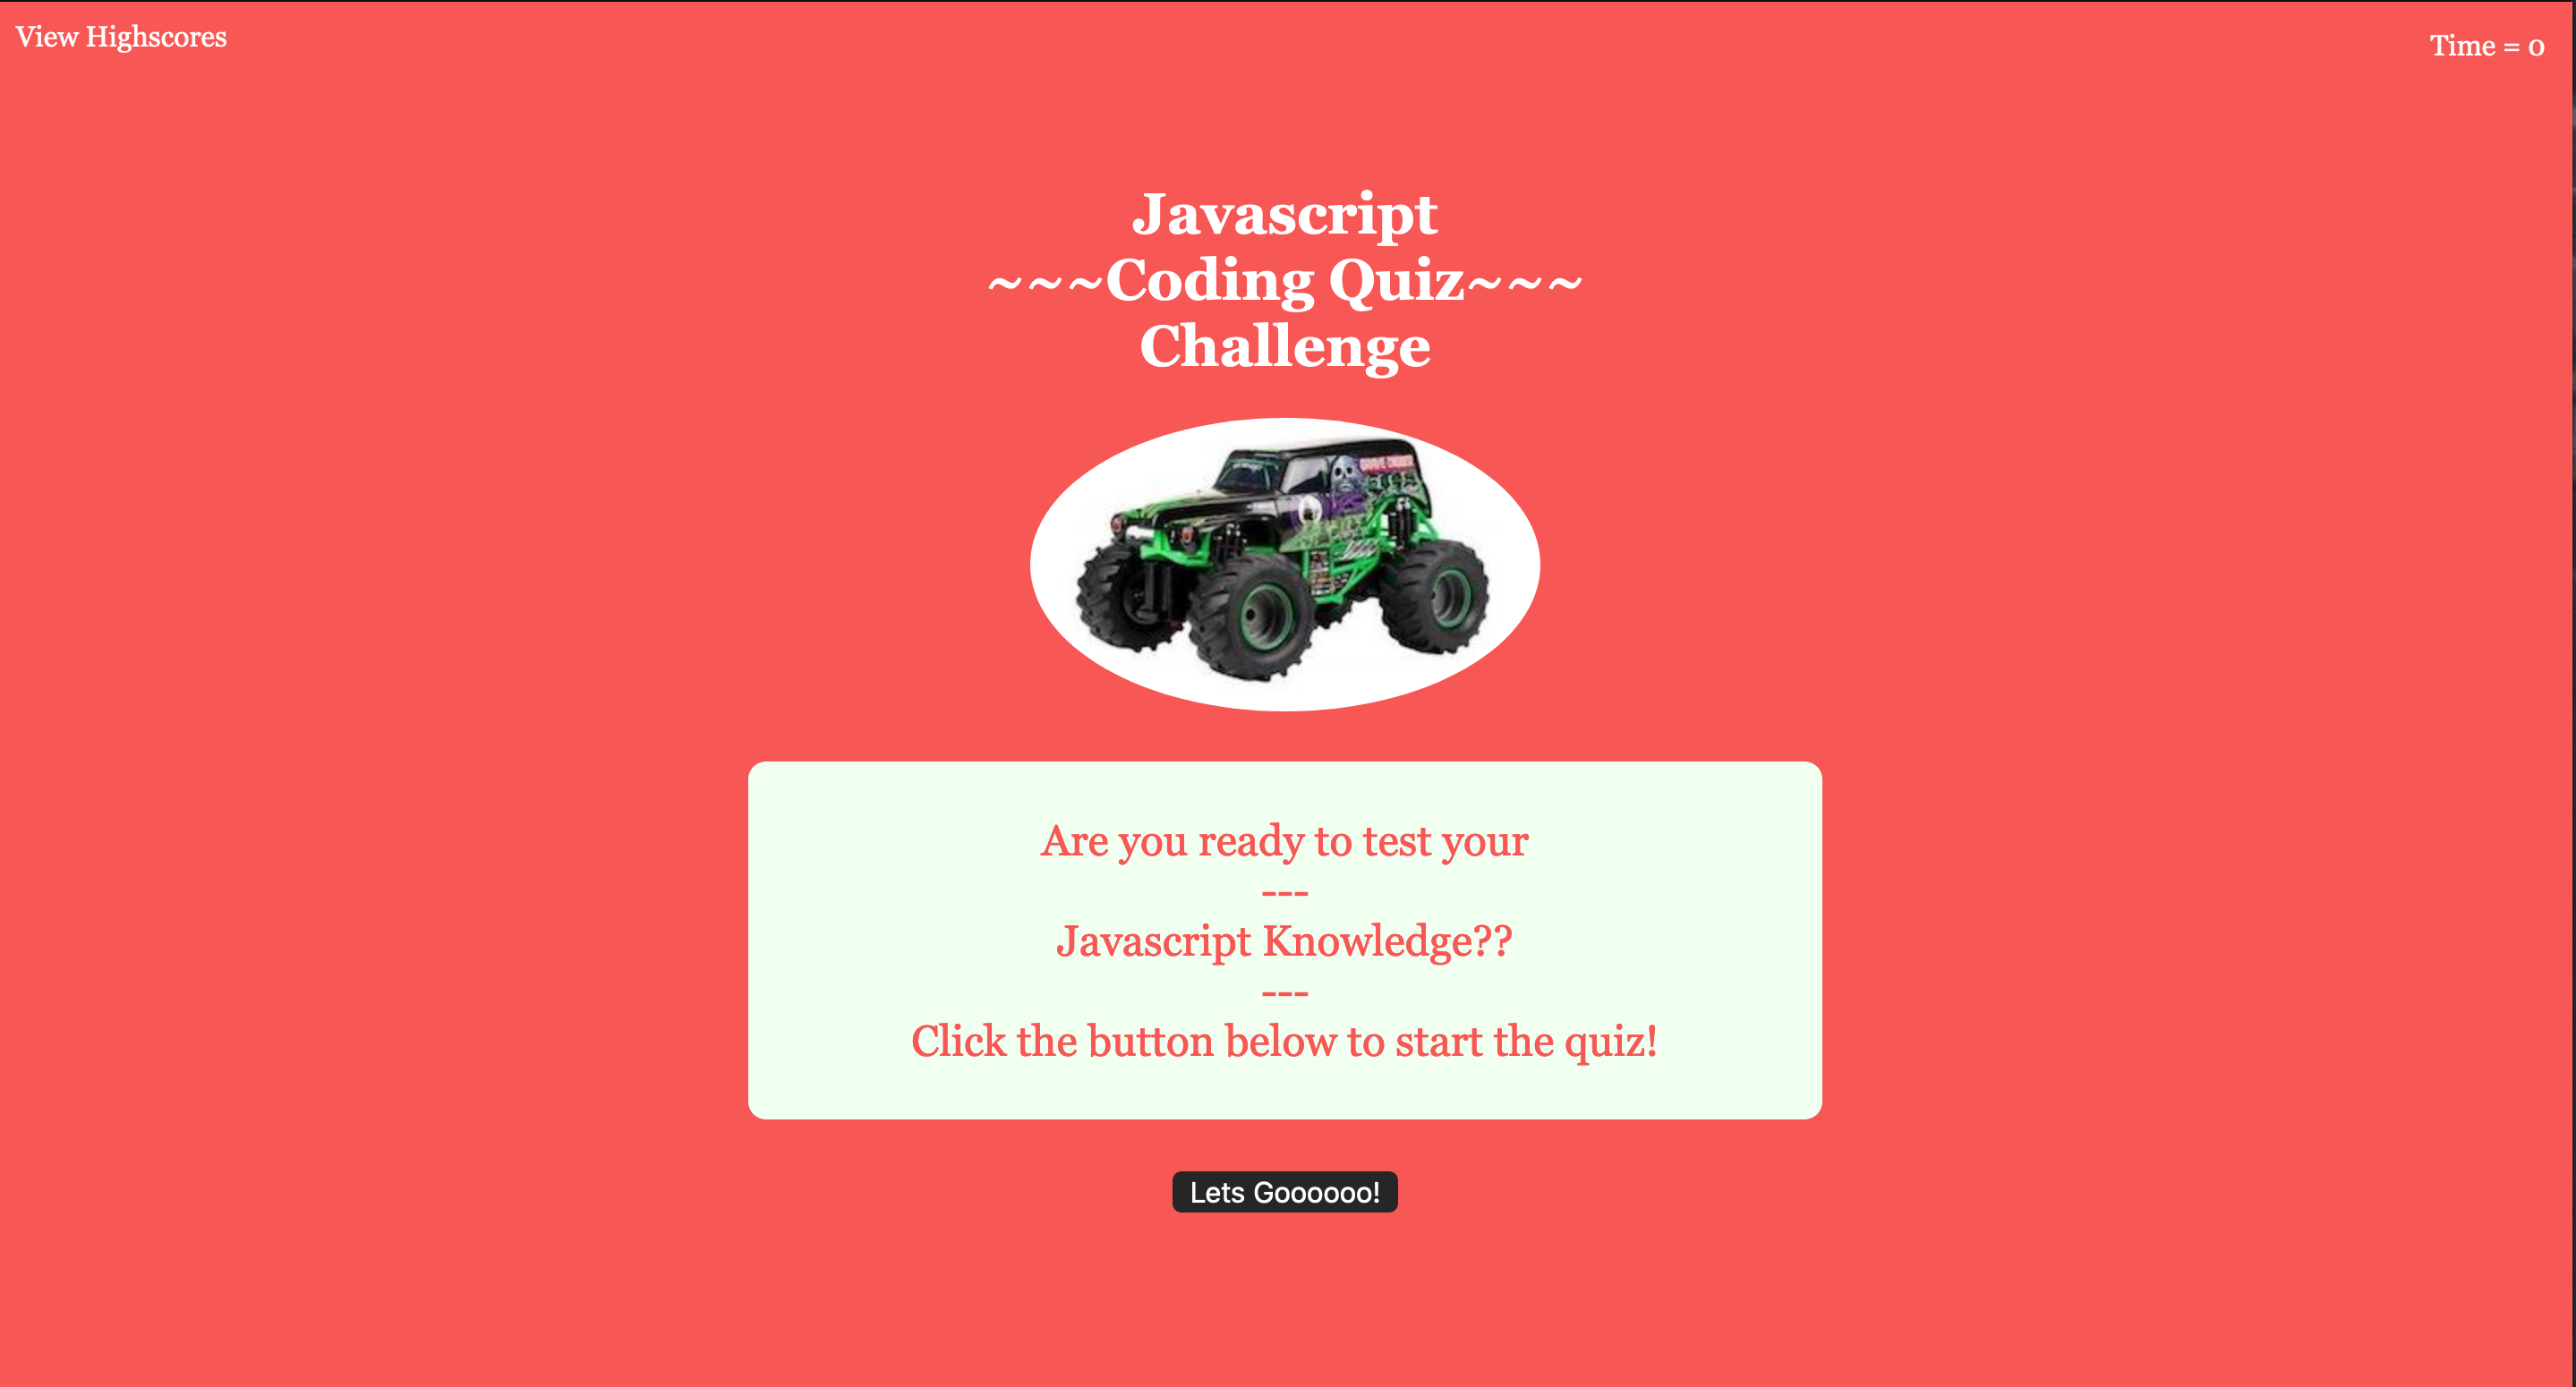 View Highscores
Time = 0
Javascript
~~~Coding Quiz~~~
Challenge
Are you ready to test your
---
Javascript Knowledge??
---
Click the button below to start the quiz!
Lets Goooooo!